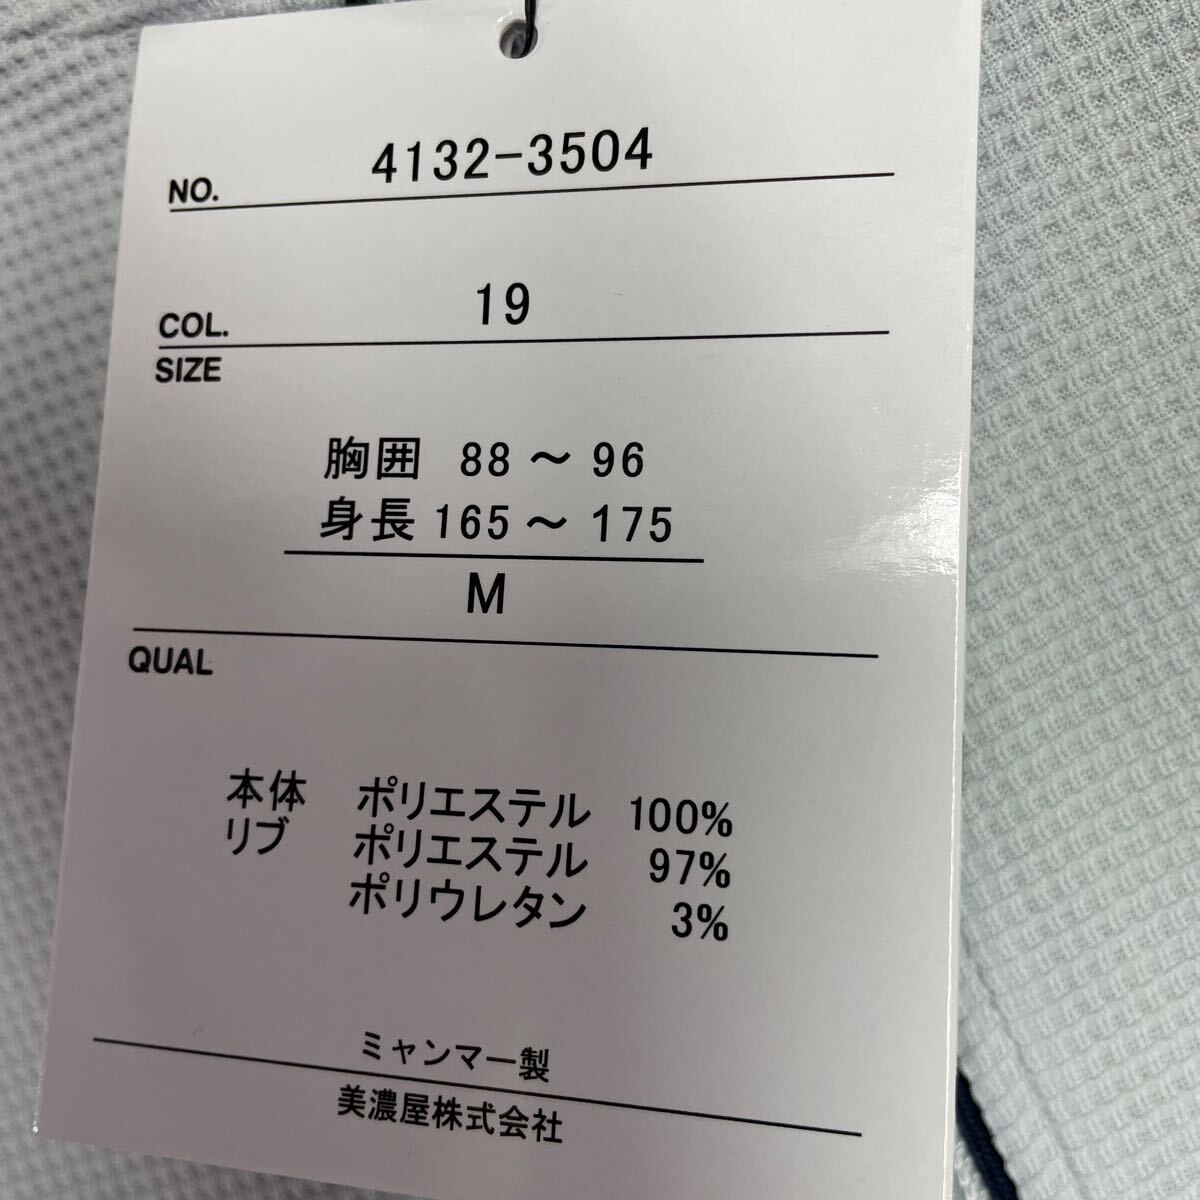 NO. 4132-3504
COL. 19
SIZE
胸囲 88～96
身長 165～175
M
QUAL
本体 ポリエステル 100%
リブ ポリエステル 97%
ポリウレタン 3%
ミャンマー製
美濃屋株式会社